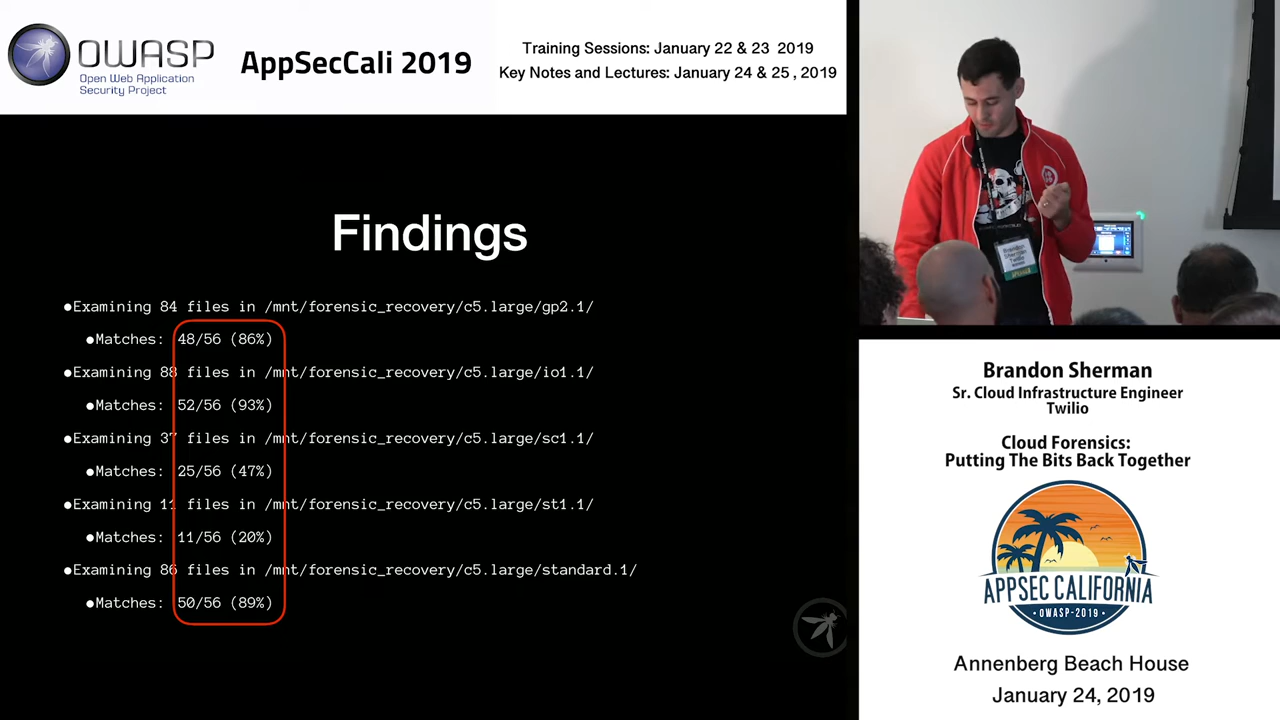 OWASP
Open Web Application
Security Project
AppSecCali 2019
Training Sessions: January 22 & 23 2019
Key Notes and Lectures: January 24 & 25 , 2019
Findings
●Examining 84 files in /mnt/forensic_recovery/c5.large/gp2.1/
●Matches: 48/56 (86%)
●Examining 88 files in /mnt/forensic_recovery/c5.large/io1.1/
●Matches: 52/56 (93%)
●Examining 37 files in /mnt/forensic_recovery/c5.large/sc1.1/
●Matches: 25/56 (47%)
●Examining 11 files in /mnt/forensic_recovery/c5.large/st1.1/
●Matches: 11/56 (20%)
●Examining 86 files in /mnt/forensic_recovery/c5.large/standard.1/
●Matches: 50/56 (89%)
Brandon
Sherman
Twilio
Brandon Sherman
Sr. Cloud Infrastructure Engineer
Twilio
Cloud Forensics:
Putting The Bits Back Together
APPSEC CALIFORNIA
• OWASP-2019 •
Annenberg Beach House
January 24, 2019